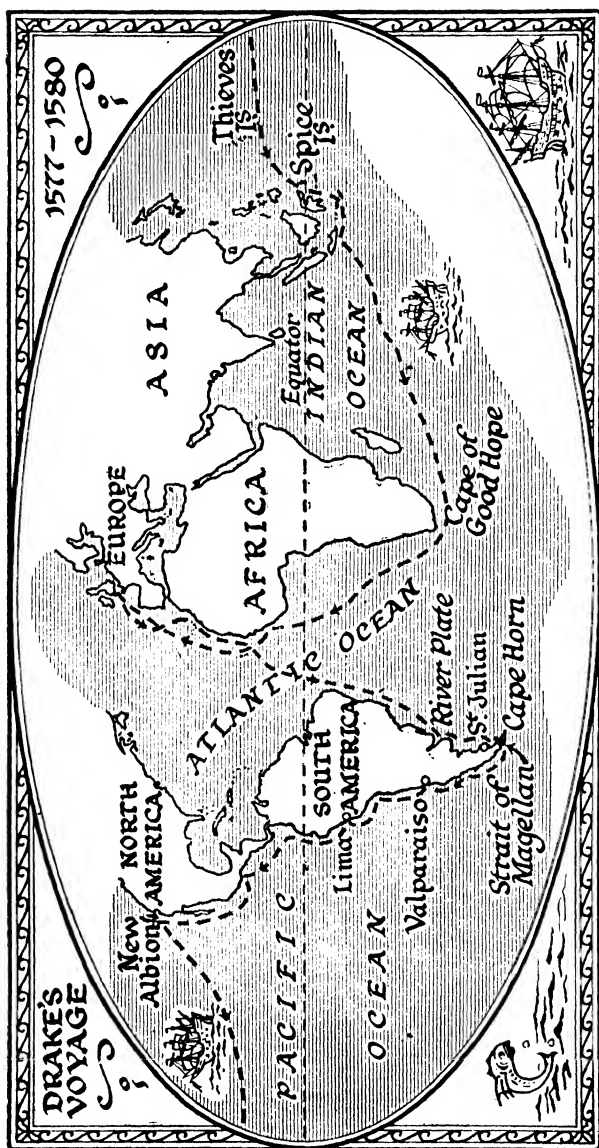 DRAKE'S
VOYAGE
1577–1580
NORTH
AMERICA
New
Albion
EUROPE
ASIA
AFRICA
ATLANTYC OCEAN
Thieves
Is
Spice
Is
Equator
INDIAN
OCEAN
PACIFIC
OCEAN
SOUTH
AMERICA
Lima
Valparaiso
River Plate
St Julian
Cape Horn
Strait of
Magellan
Cape of
Good Hope